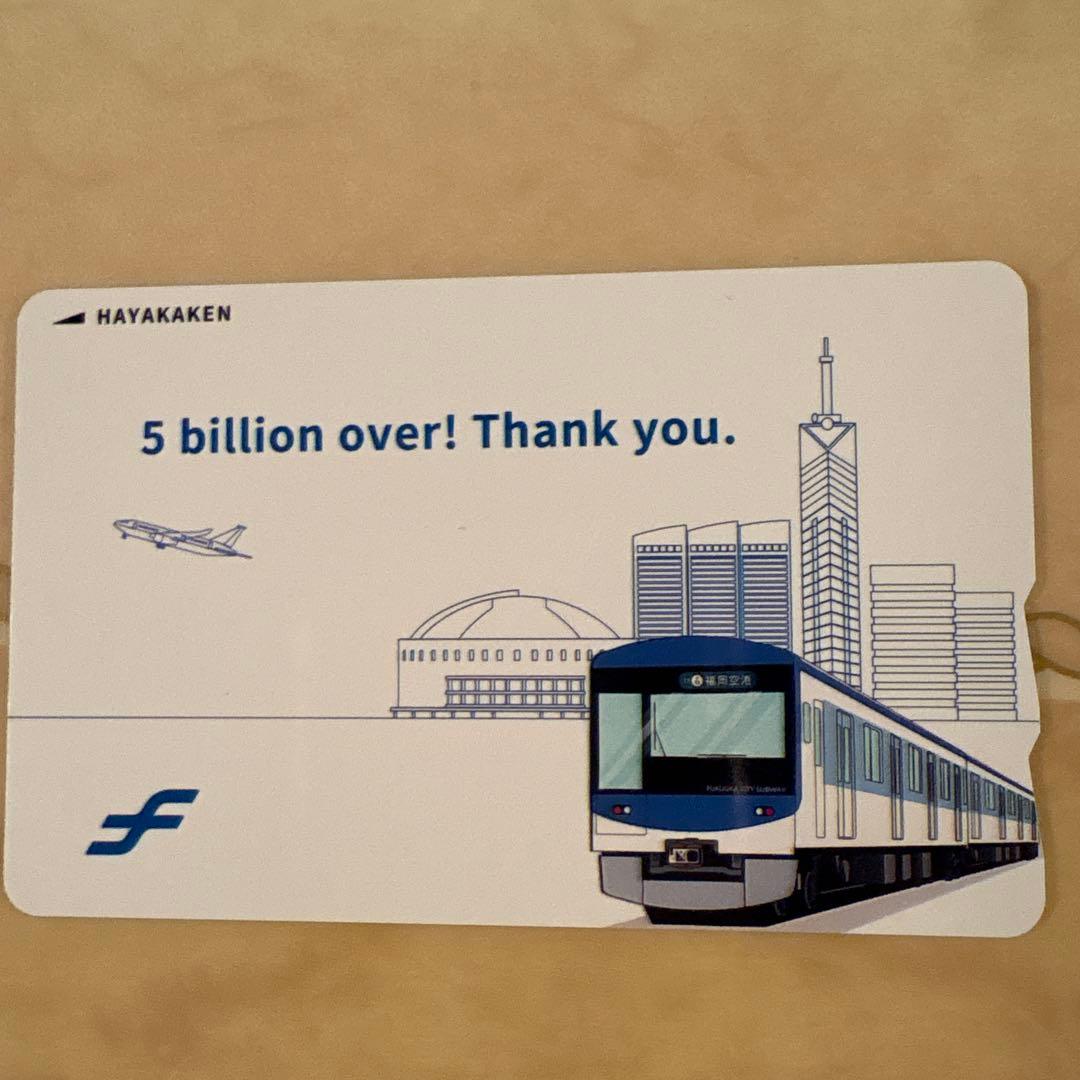 HAYAKAKEN
5 billion over! Thank you.
福岡空港
FUKUOKA CITY SUBWAY